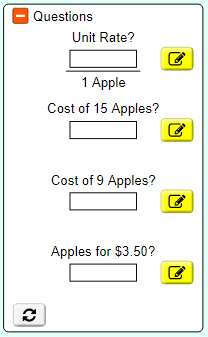 Questions
Unit Rate?
1 Apple
Cost of 15 Apples?
Cost of 9 Apples?
Apples for $3.50?